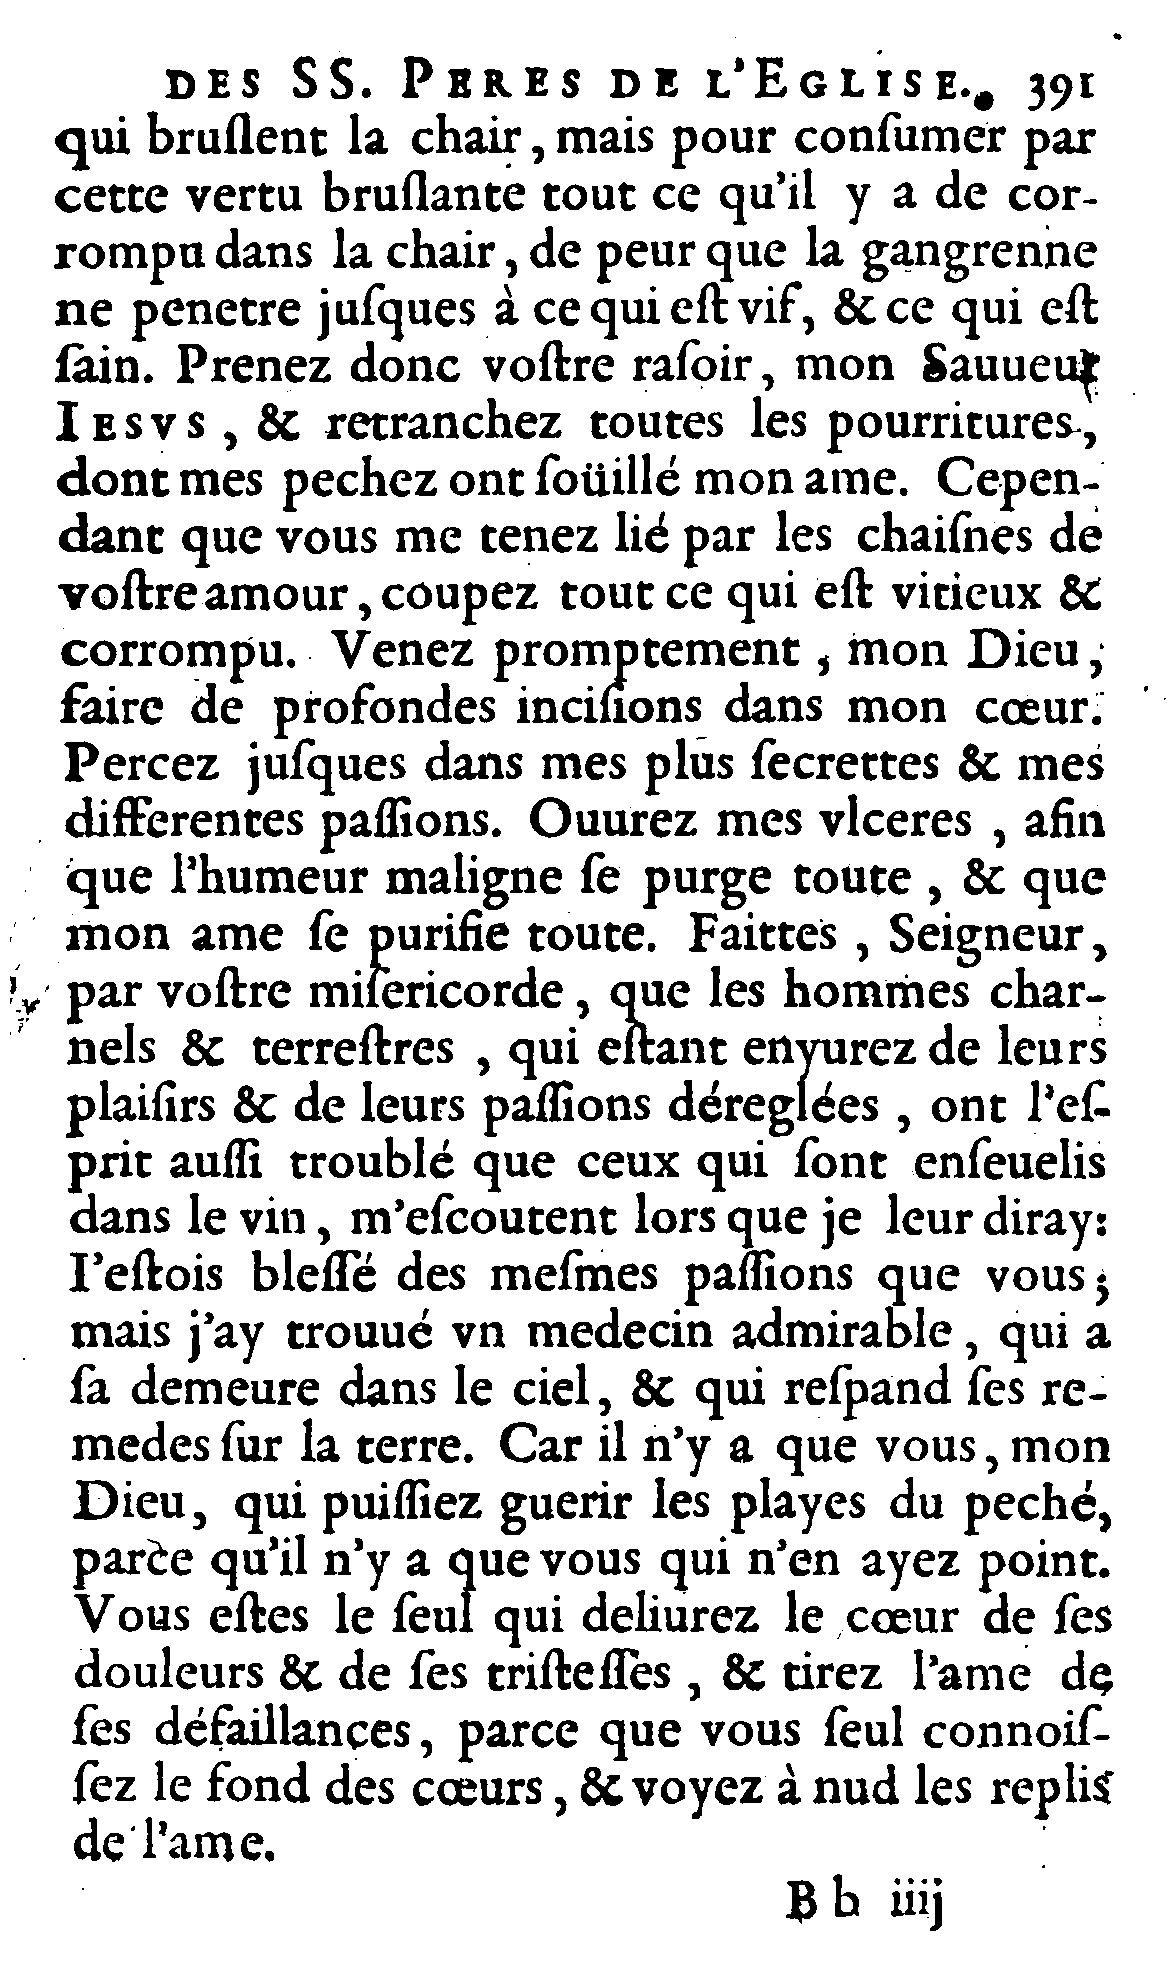 DES SS. PERES DE L'EGLISE. 391
qui bruſlent la chair, mais pour conſumer par
cette vertu bruſlante tout ce qu'il y a de cor-
rompu dans la chair, de peur que la gangrenne
ne penetre juſques à ce qui eſt vif, & ce qui eſt
ſain. Prenez donc voſtre raſoir, mon Sauueur
IESVS, & retranchez toutes les pourritures,
dont mes pechez ont ſoüillé mon ame. Cepen-
dant que vous me tenez lié par les chaiſnes de
voſtre amour, coupez tout ce qui eſt vitieux &
corrompu. Venez promptement, mon Dieu,
faire de profondes inciſions dans mon cœur.
Percez juſques dans mes plus ſecrettes & mes
differentes paſſions. Ouurez mes vlceres, afin
que l'humeur maligne ſe purge toute, & que
mon ame ſe purifie toute. Faittes, Seigneur,
par voſtre miſericorde, que les hommes char-
nels & terreſtres, qui eſtant enyurez de leurs
plaiſirs & de leurs paſſions déreglées, ont l'eſ-
prit auſſi troublé que ceux qui ſont enſeuelis
dans le vin, m'eſcoutent lors que je leur diray:
I'eſtois bleſſé des meſmes paſſions que vous;
mais j'ay trouué vn medecin admirable, qui a
ſa demeure dans le ciel, & qui reſpand ſes re-
medes ſur la terre. Car il n'y a que vous, mon
Dieu, qui puiſſiez guerir les playes du peché,
parce qu'il n'y a que vous qui n'en ayez point.
Vous eſtes le ſeul qui deliurez le cœur de ſes
douleurs & de ſes triſteſſes, & tirez l'ame de
ſes défaillances, parce que vous ſeul connoiſ-
ſez le fond des cœurs, & voyez à nud les replis
de l'ame.
B b iiij